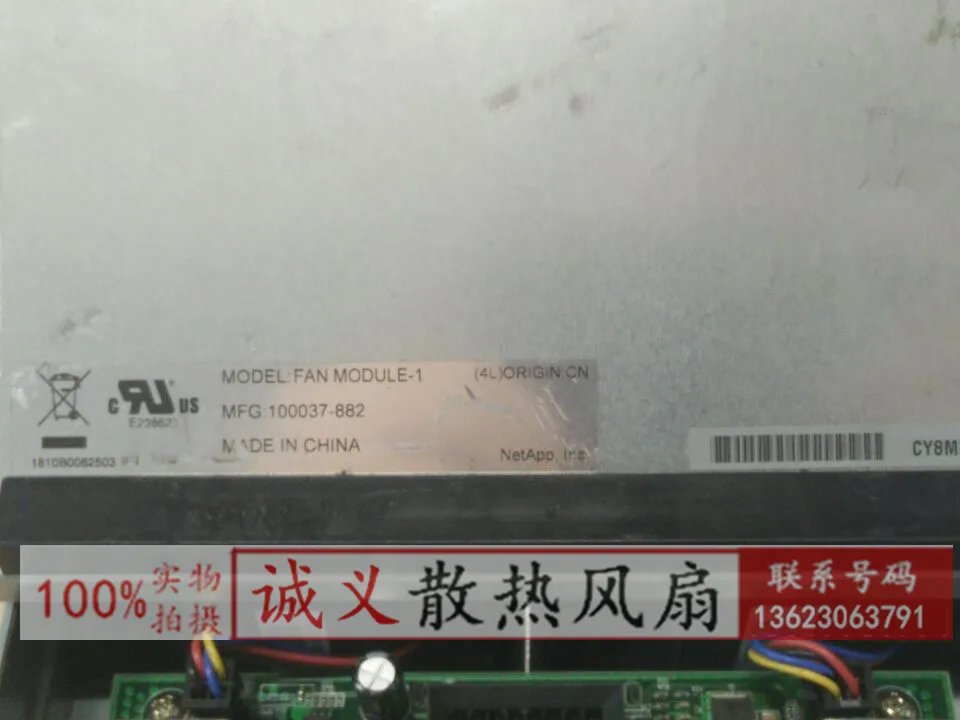 MODEL:FAN MODULE-1
(4L)ORIGIN:CN
MFG:100037-882
MADE IN CHINA
NetApp, Inc
c US
181080082503
CY8M
100% 实物拍摄
诚义散热风扇
联系号码
13623063791